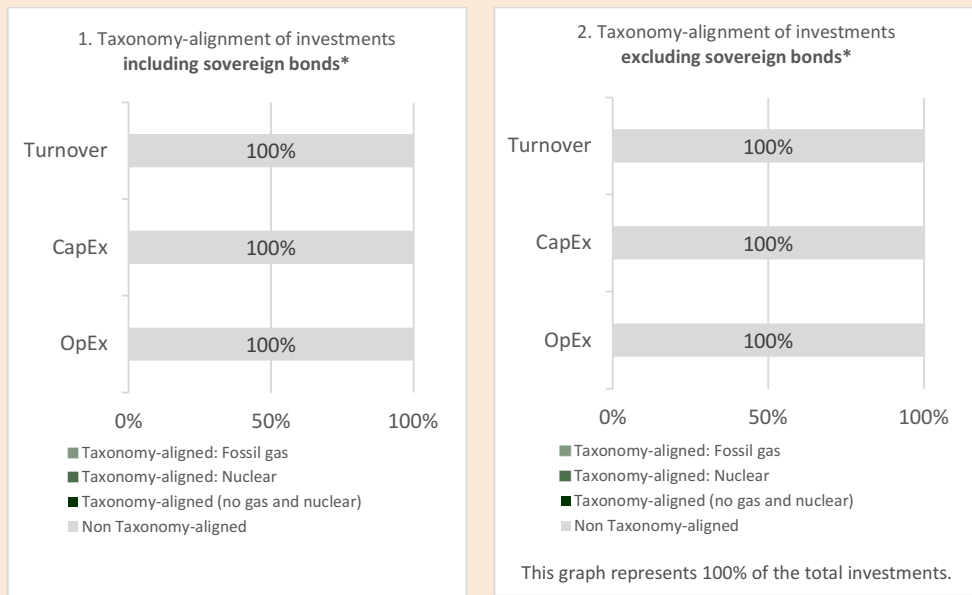 1. Taxonomy-alignment of investments
including sovereign bonds*
Turnover
100%
CapEx
100%
OpEx
100%
0%
50%
100%
Taxonomy-aligned: Fossil gas
Taxonomy-aligned: Nuclear
Taxonomy-aligned (no gas and nuclear)
Non Taxonomy-aligned
2. Taxonomy-alignment of investments
excluding sovereign bonds*
Turnover
100%
CapEx
100%
OpEx
100%
0%
50%
100%
Taxonomy-aligned: Fossil gas
Taxonomy-aligned: Nuclear
Taxonomy-aligned (no gas and nuclear)
Non Taxonomy-aligned
This graph represents 100% of the total investments.